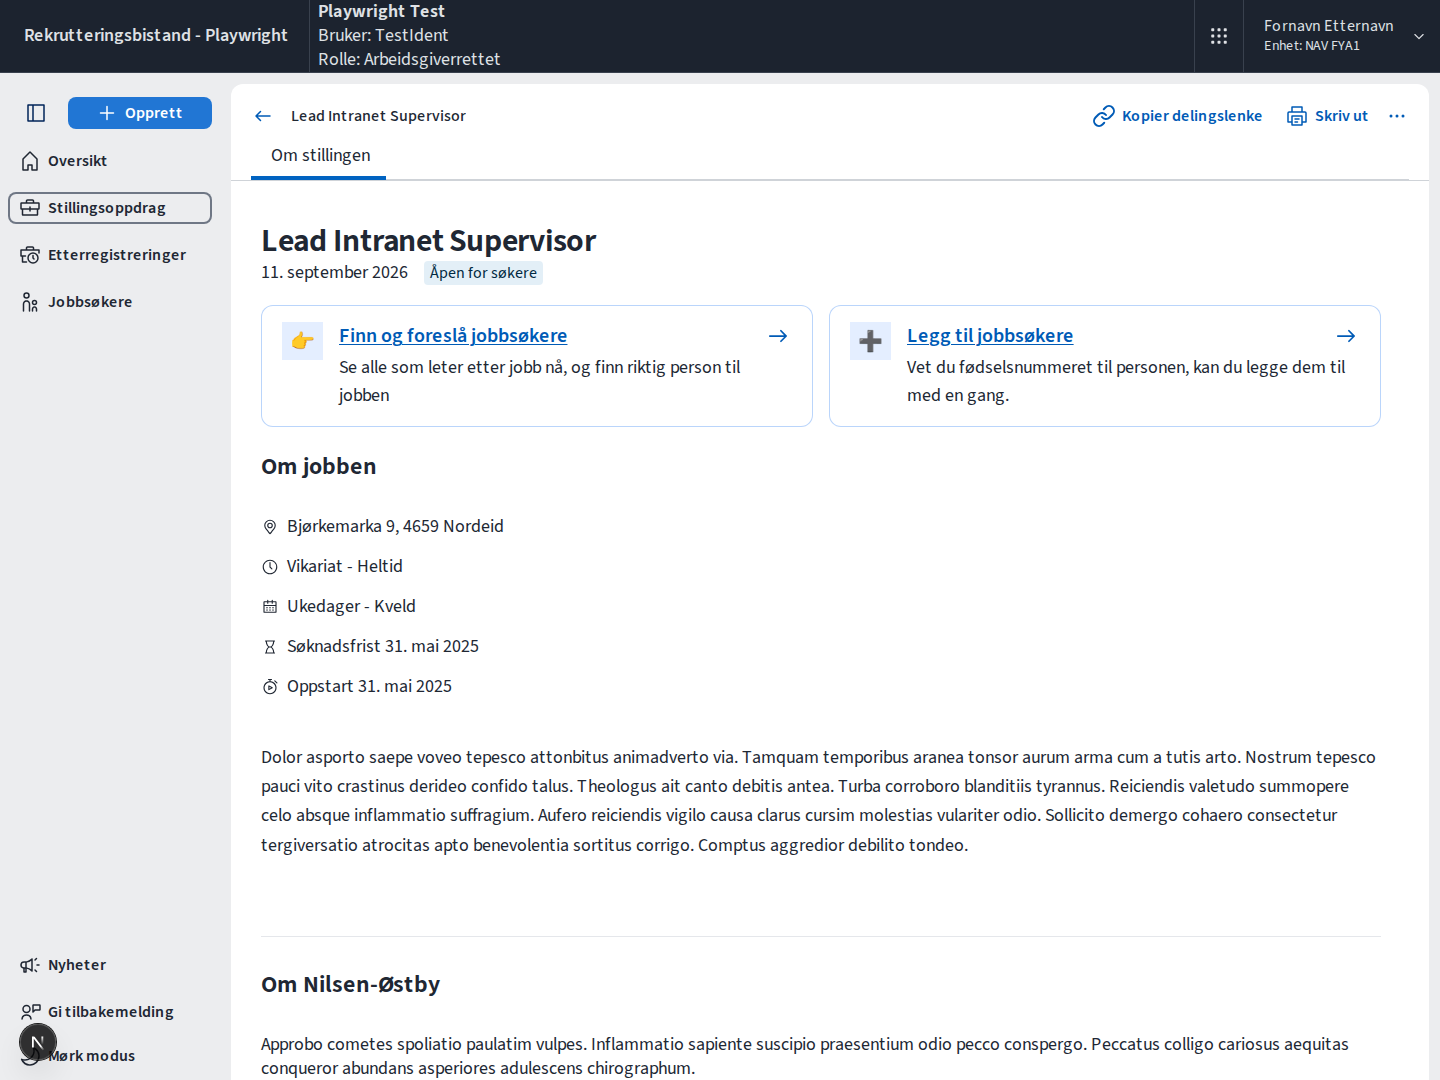 Rekrutteringsbistand - Playwright
Playwright Test
Bruker: TestIdent
Rolle: Arbeidsgiverrettet
Fornavn Etternavn
Enhet: NAV FYA1
Opprett
Oversikt
Stillingsoppdrag
Etterregistreringer
Jobbsøkere
Nyheter
Gi tilbakemelding
Mørk modus
N
Lead Intranet Supervisor
Kopier delingslenke
Skriv ut
Om stillingen
Lead Intranet Supervisor
11. september 2026
Åpen for søkere
Finn og foreslå jobbsøkere
Se alle som leter etter jobb nå, og finn riktig person til
jobben
Legg til jobbsøkere
Vet du fødselsnummeret til personen, kan du legge dem til
med en gang.
Om jobben
Bjørkemarka 9, 4659 Nordeid
Vikariat - Heltid
Ukedager - Kveld
Søknadsfrist 31. mai 2025
Oppstart 31. mai 2025
Dolor asporto saepe voveo tepesco attonbitus animadverto via. Tamquam temporibus aranea tonsor aurum arma cum a tutis arto. Nostrum tepesco
pauci vito crastinus derideo confido talus. Theologus ait canto debitis antea. Turba corroboro blanditiis tyrannus. Reiciendis valetudo summopere
celo absque inflammatio suffragium. Aufero reiciendis vigilo causa clarus cursim molestias vulariter odio. Sollicito demergo cohaero consectetur
tergiversatio atrocitas apto benevolentia sortitus corrigo. Comptus aggredior debilito tondeo.
Om Nilsen-Østby
Approbo cometes spoliatio paulatim vulpes. Inflammatio sapiente suscipio praesentium odio pecco conspergo. Peccatus colligo cariosus aequitas
conqueror abundans asperiores adulescens chirographum.